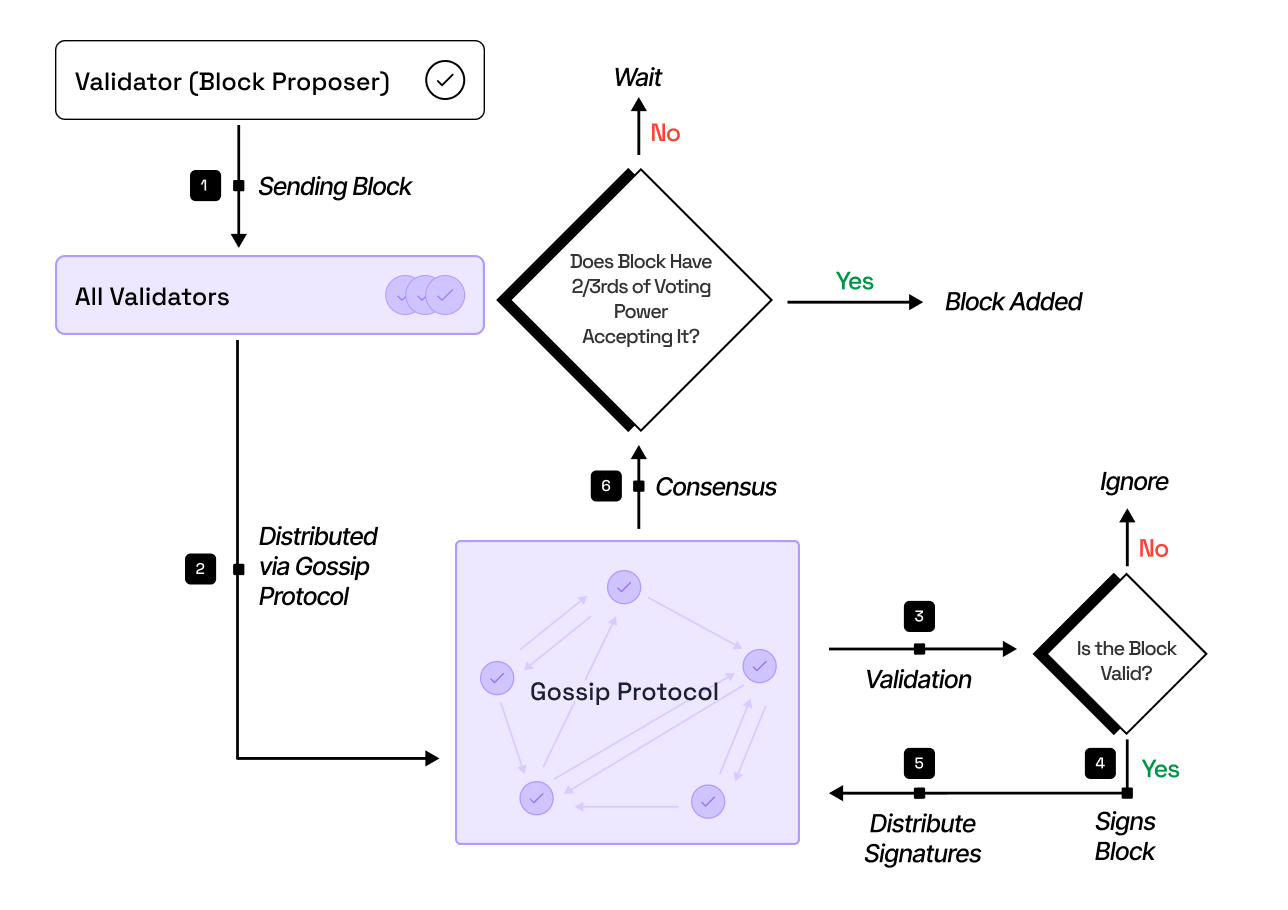 Validator (Block Proposer)
1
Sending Block
All Validators
2
Distributed
via Gossip
Protocol
Gossip Protocol
3
Validation
Is the Block
Valid?
No
Ignore
Yes
4
Signs
Block
5
Distribute
Signatures
6
Consensus
Does Block Have
2/3rds of Voting
Power
Accepting It?
No
Wait
Yes
Block Added